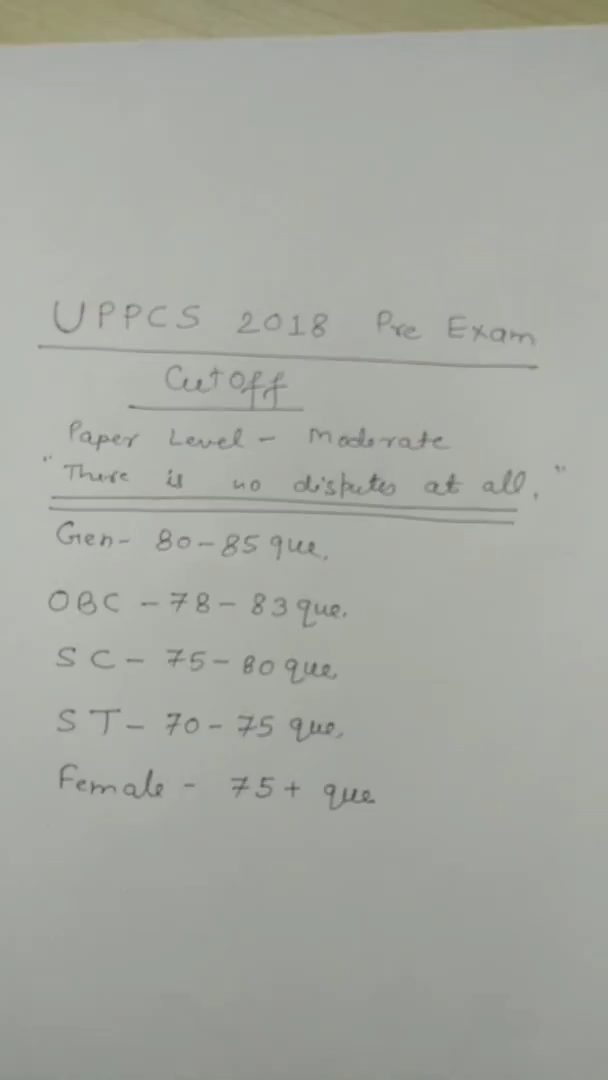 UPPCS 2018 Pre Exam
Cutoff
Paper Level - Moderate
"There is no disputes at all."
Gen- 80-85 que.
OBC - 78-83 que.
SC - 75-80 que.
ST - 70-75 que.
Female - 75+ que